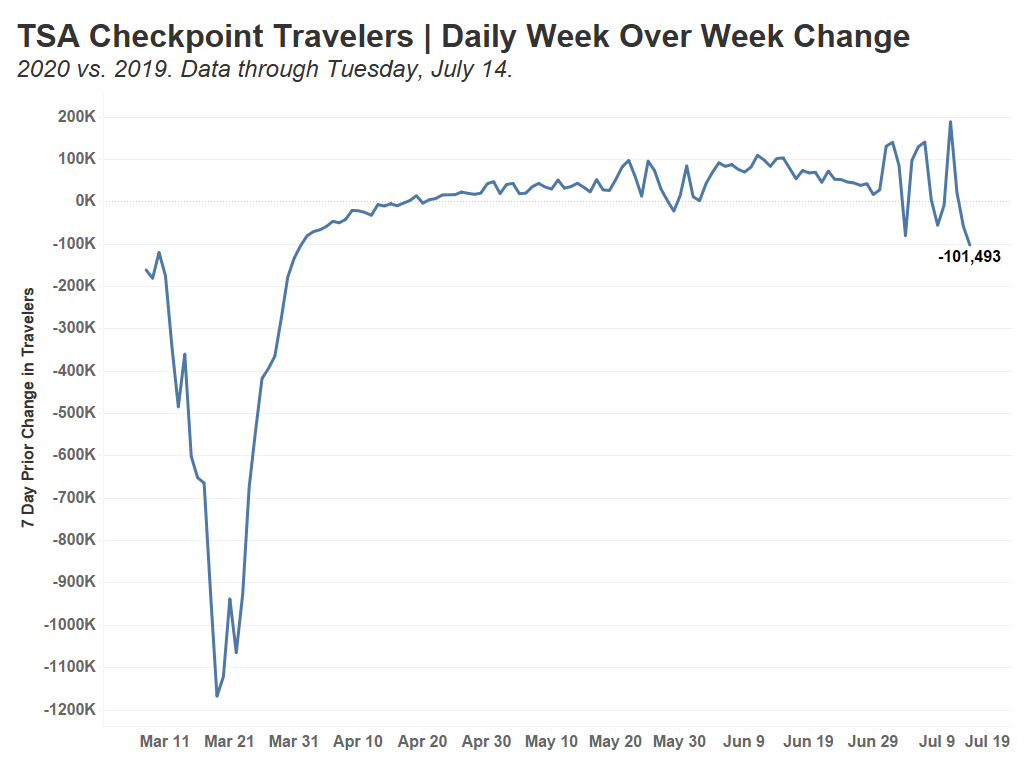 TSA Checkpoint Travelers | Daily Week Over Week Change
2020 vs. 2019. Data through Tuesday, July 14.
7 Day Prior Change in Travelers
200K
100K
0K
-100K
-200K
-300K
-400K
-500K
-600K
-700K
-800K
-900K
-1000K
-1100K
-1200K
-101,493
Mar 11 Mar 21 Mar 31 Apr 10 Apr 20 Apr 30 May 10 May 20 May 30 Jun 9 Jun 19 Jun 29 Jul 9 Jul 19